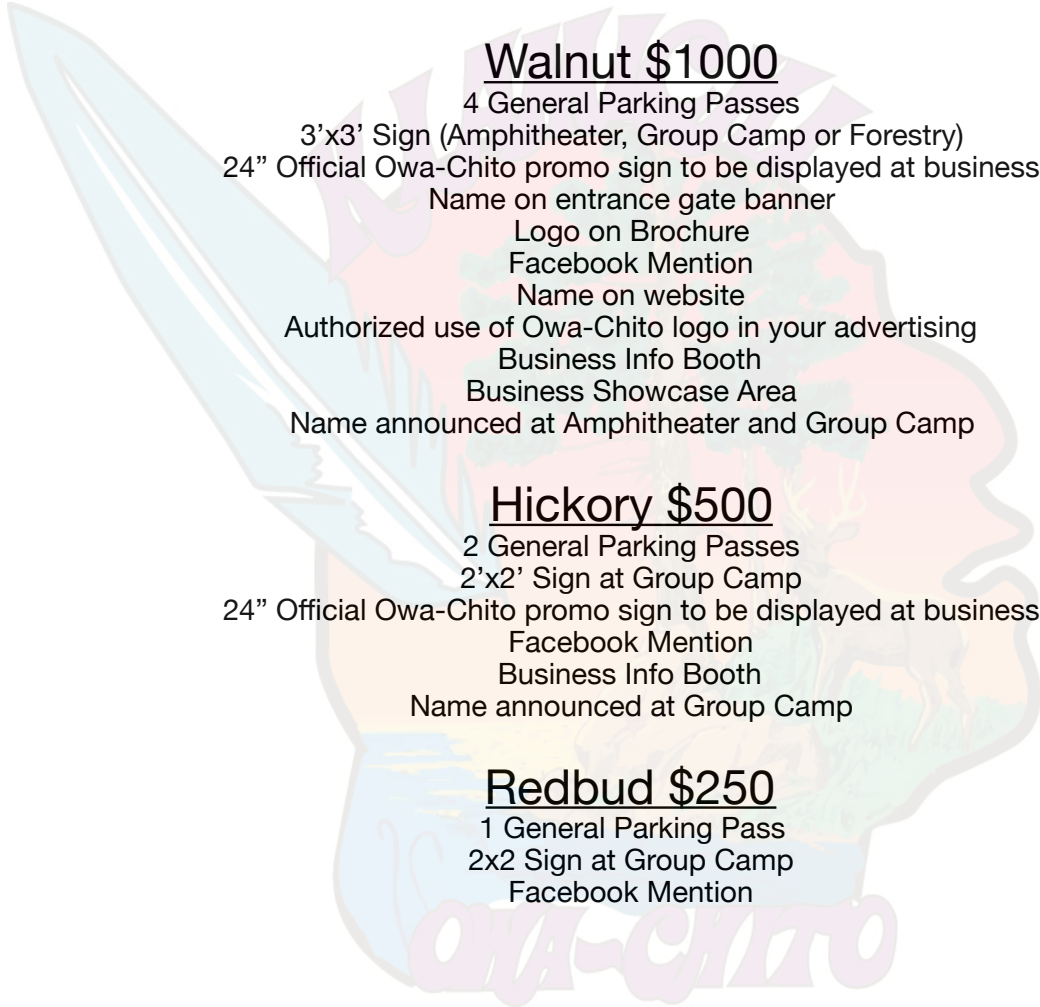 Walnut $1000
4 General Parking Passes
3’x3’ Sign (Amphitheater, Group Camp or Forestry)
24” Official Owa-Chito promo sign to be displayed at business
Name on entrance gate banner
Logo on Brochure
Facebook Mention
Name on website
Authorized use of Owa-Chito logo in your advertising
Business Info Booth
Business Showcase Area
Name announced at Amphitheater and Group Camp
Hickory $500
2 General Parking Passes
2’x2’ Sign at Group Camp
24” Official Owa-Chito promo sign to be displayed at business
Facebook Mention
Business Info Booth
Name announced at Group Camp
Redbud $250
1 General Parking Pass
2x2 Sign at Group Camp
Facebook Mention
OWA-CHITO